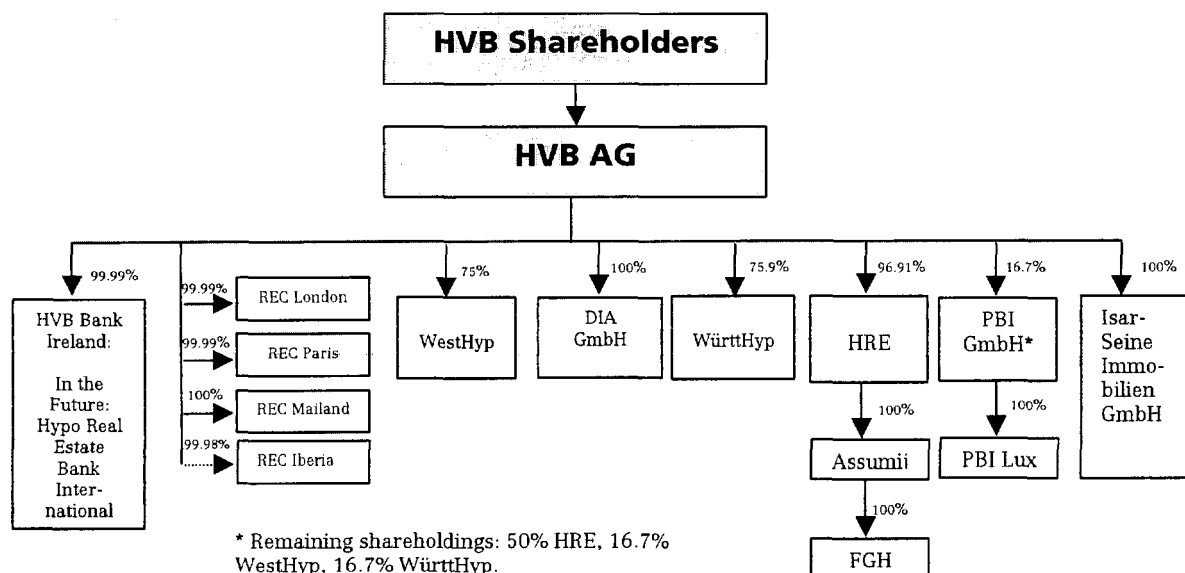 HVB Shareholders
HVB AG
99.99%
75%
100%
75.9%
96.91%
16.7%
100%
HVB Bank
Ireland:
In the
Future:
Hypo Real
Estate
Bank
Inter-
national
99.99%
REC London
99.99%
REC Paris
100%
REC Mailand
99.98%
REC Iberia
WestHyp
DIA
GmbH
WürttHyp
HRE
100%
Assumij
100%
FGH
PBI
GmbH*
100%
PBI Lux
Isar-
Seine
Immo-
bilien
GmbH
* Remaining shareholdings: 50% HRE, 16.7%
WestHyp, 16.7% WürttHyp.